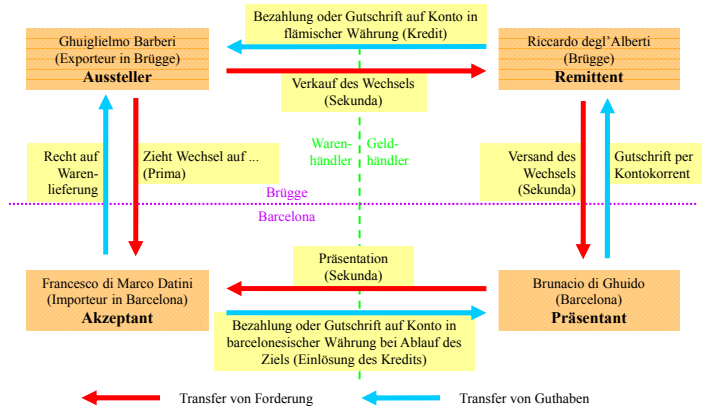 Bezahlung oder Gutschrift auf Konto in
flämischer Währung (Kredit)
Ghuiglielmo Barberi
(Exporteur in Brügge)
Aussteller
Riccardo degl’Alberti
(Brügge)
Remittent
Verkauf des Wechsels
(Sekunda)
Recht auf
Waren-
lieferung
Zieht Wechsel auf ...
(Prima)
Waren-
händler
Geld-
händler
Versand des
Wechsels
(Sekunda)
Gutschrift per
Kontokorrent
Brügge
Barcelona
Präsentation
(Sekunda)
Francesco di Marco Datini
(Importeur in Barcelona)
Akzeptant
Brunacio di Ghuido
(Barcelona)
Präsentant
Bezahlung oder Gutschrift auf Konto in
barcelonesischer Währung bei Ablauf des
Ziels (Einlösung des Kredits)
Transfer von Forderung
Transfer von Guthaben